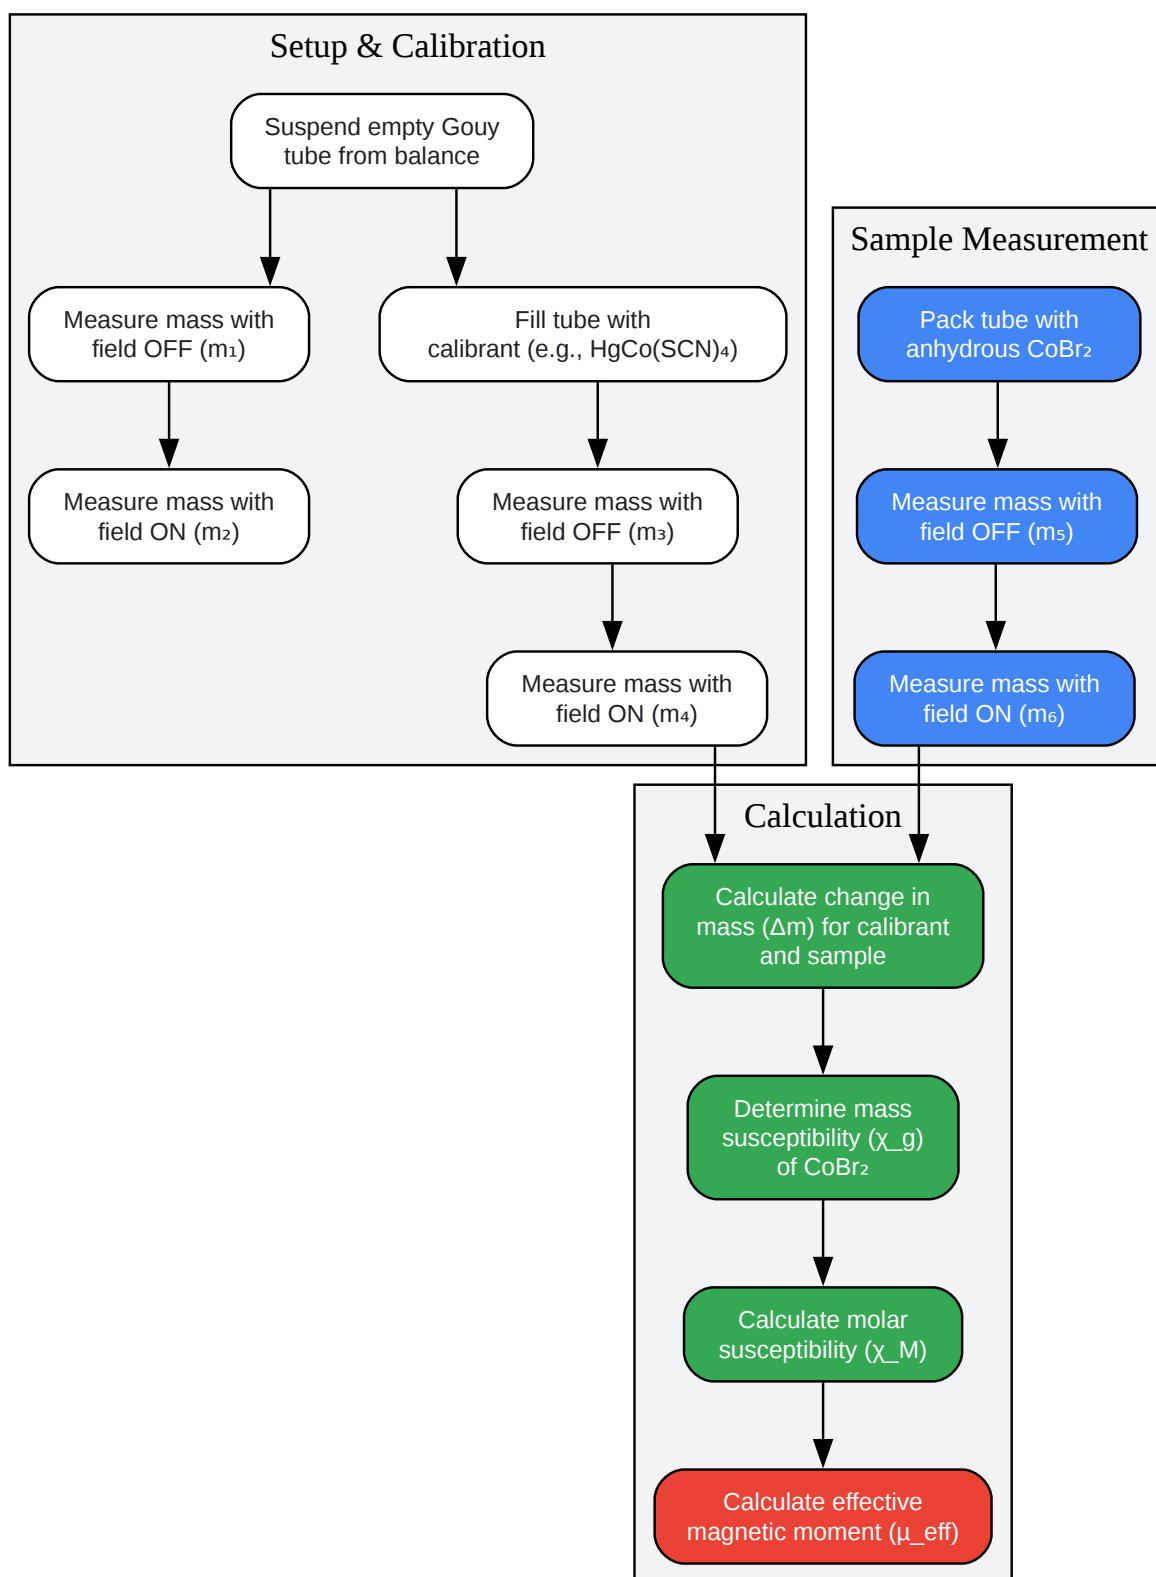 Setup & Calibration
Suspend empty Gouy
tube from balance
Measure mass with
field OFF (m₁)
Fill tube with
calibrant (e.g., HgCo(SCN)₄)
Measure mass with
field ON (m₂)
Measure mass with
field OFF (m₃)
Measure mass with
field ON (m₄)
Sample Measurement
Pack tube with
anhydrous CoBr₂
Measure mass with
field OFF (m₅)
Measure mass with
field ON (m₆)
Calculation
Calculate change in
mass (Δm) for calibrant
and sample
Determine mass
susceptibility (χ_g)
of CoBr₂
Calculate molar
susceptibility (χ_M)
Calculate effective
magnetic moment (µ_eff)